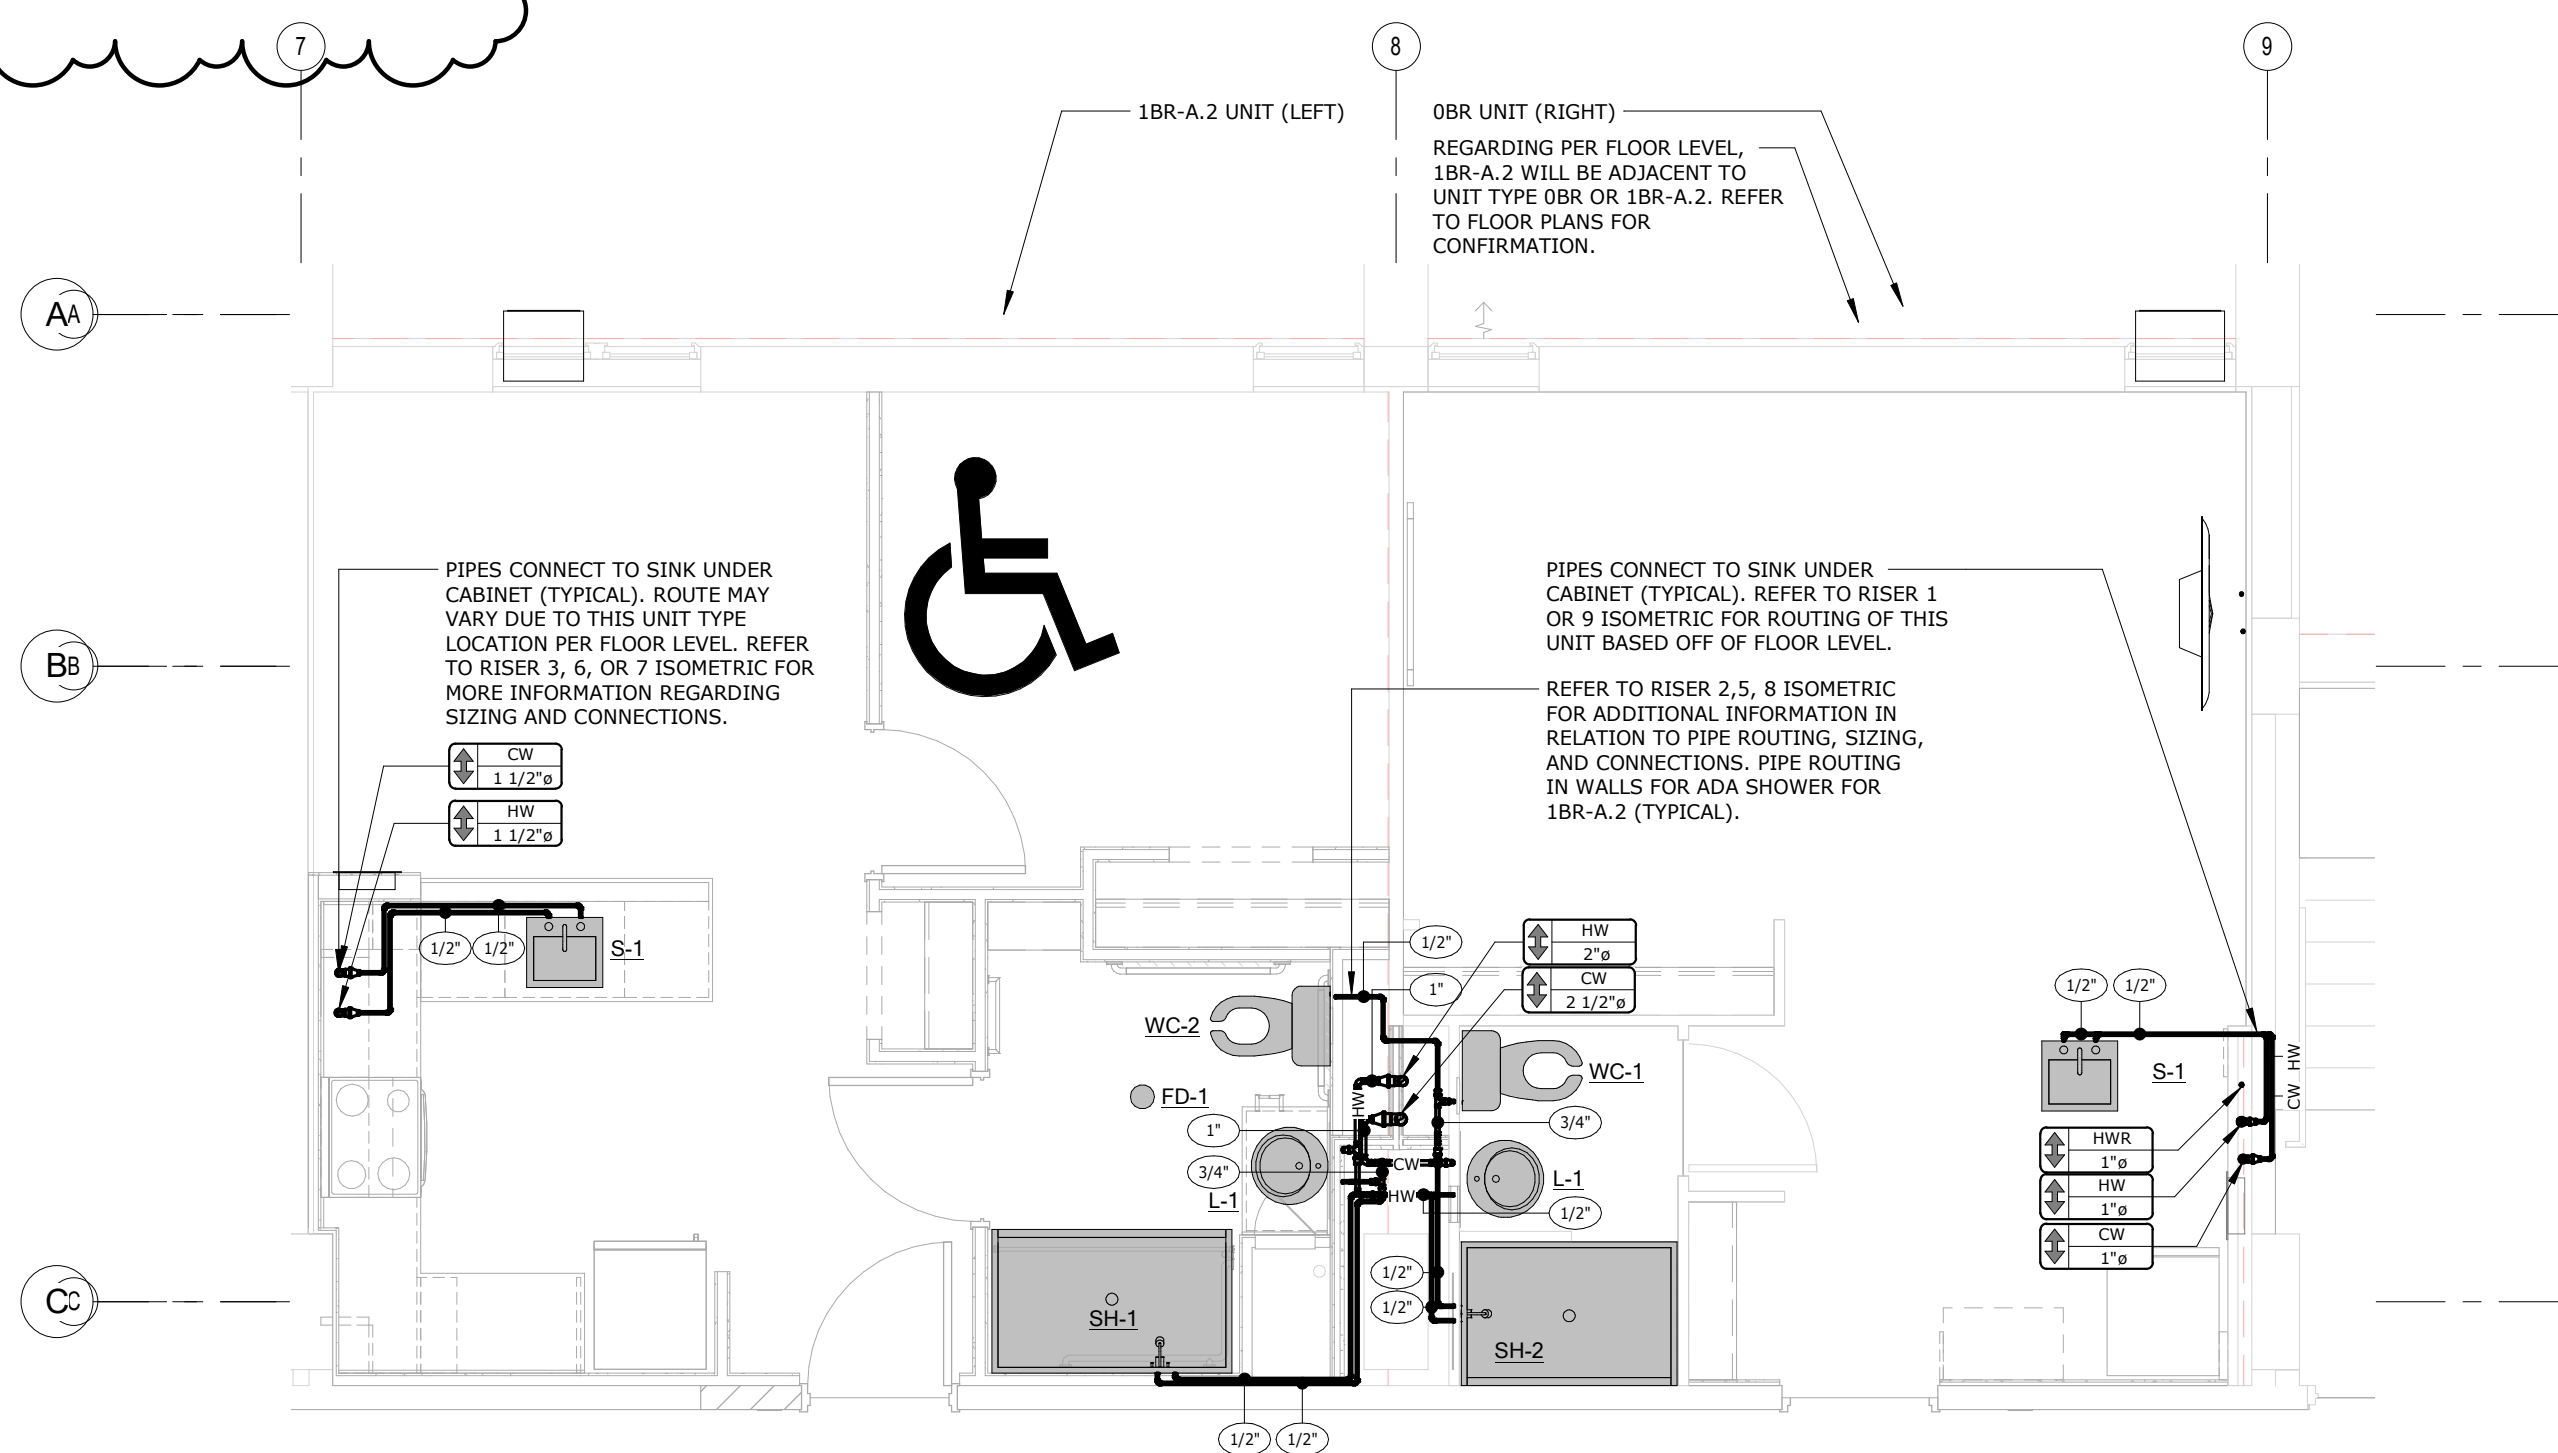 7
8
9
1BR-A.2 UNIT (LEFT)
0BR UNIT (RIGHT)
REGARDING PER FLOOR LEVEL,
1BR-A.2 WILL BE ADJACENT TO
UNIT TYPE 0BR OR 1BR-A.2. REFER
TO FLOOR PLANS FOR
CONFIRMATION.
AA
BB
CC
PIPES CONNECT TO SINK UNDER
CABINET (TYPICAL). ROUTE MAY
VARY DUE TO THIS UNIT TYPE
LOCATION PER FLOOR LEVEL. REFER
TO RISER 3, 6, OR 7 ISOMETRIC FOR
MORE INFORMATION REGARDING
SIZING AND CONNECTIONS.
CW
1 1/2"ø
HW
1 1/2"ø
PIPES CONNECT TO SINK UNDER
CABINET (TYPICAL). REFER TO RISER 1
OR 9 ISOMETRIC FOR ROUTING OF THIS
UNIT BASED OFF OF FLOOR LEVEL.
REFER TO RISER 2,5, 8 ISOMETRIC
FOR ADDITIONAL INFORMATION IN
RELATION TO PIPE ROUTING, SIZING,
AND CONNECTIONS. PIPE ROUTING
IN WALLS FOR ADA SHOWER FOR
1BR-A.2 (TYPICAL).
1/2"
1/2"
S-1
1/2"
1"
HW
2"ø
CW
2 1/2"ø
WC-2
FD-1
1"
3/4"
L-1
HW
CW
HW
WC-1
3/4"
L-1
1/2"
1/2"
1/2"
SH-1
SH-2
1/2"
1/2"
1/2"
1/2"
S-1
CW HW
HWR
1"ø
HW
1"ø
CW
1"ø